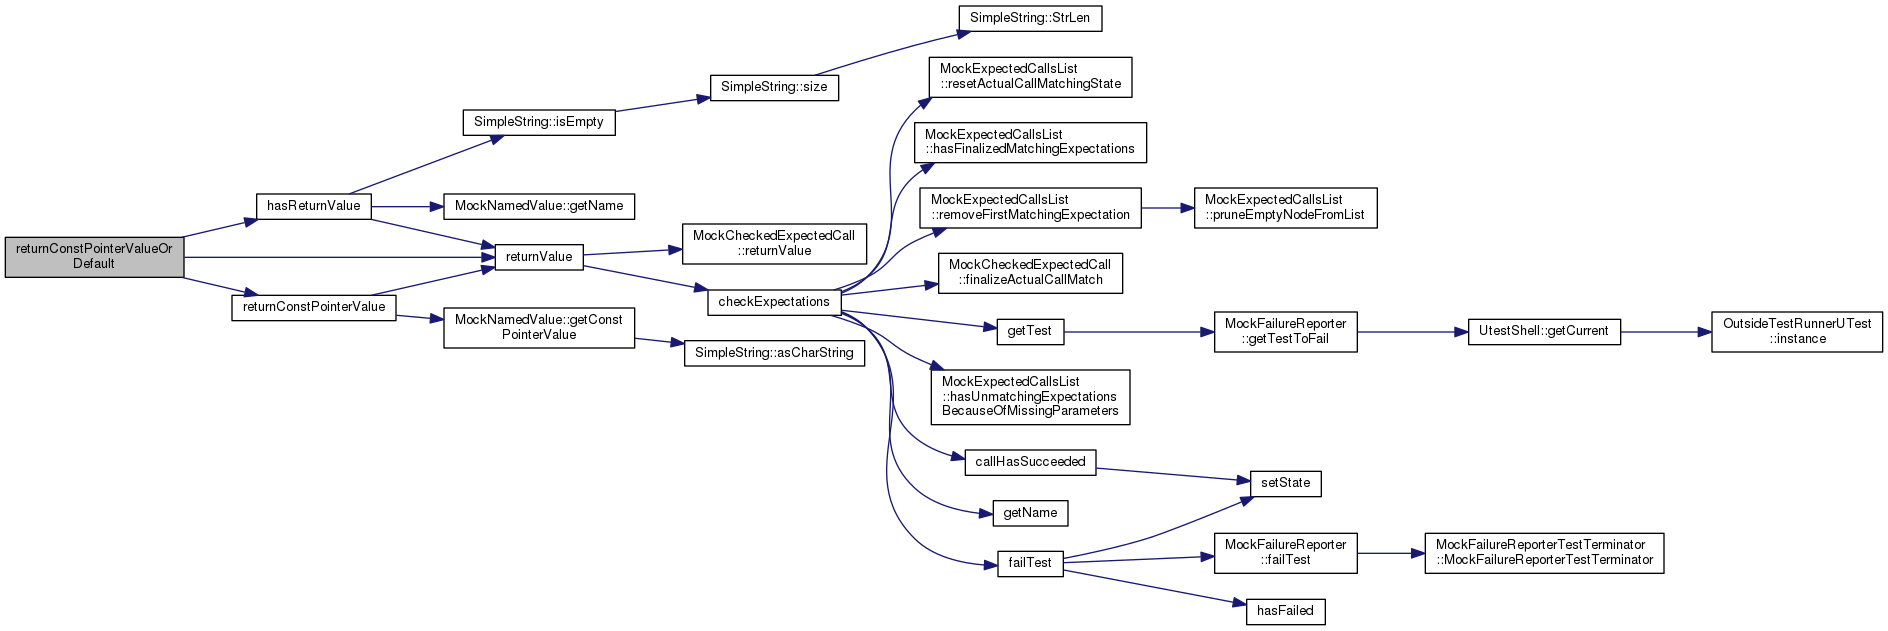 returnConstPointerValueOr
Default
hasReturnValue
returnConstPointerValue
SimpleString::isEmpty
MockNamedValue::getName
returnValue
MockNamedValue::getConst
PointerValue
SimpleString::size
MockCheckedExpectedCall
::returnValue
checkExpectations
SimpleString::asCharString
SimpleString::StrLen
MockExpectedCallsList
::resetActualCallMatchingState
MockExpectedCallsList
::hasFinalizedMatchingExpectations
MockExpectedCallsList
::removeFirstMatchingExpectation
MockCheckedExpectedCall
::finalizeActualCallMatch
getTest
MockExpectedCallsList
::hasUnmatchingExpectations
BecauseOfMissingParameters
callHasSucceeded
getName
failTest
MockExpectedCallsList
::pruneEmptyNodeFromList
MockFailureReporter
::getTestToFail
setState
MockFailureReporter
::failTest
hasFailed
UtestShell::getCurrent
MockFailureReporterTestTerminator
::MockFailureReporterTestTerminator
OutsideTestRunnerUTest
::instance